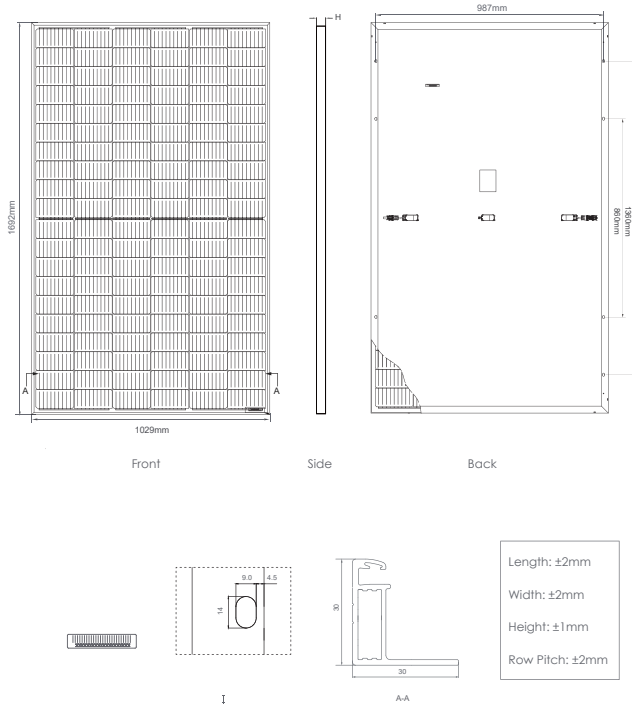 987mm
H
1692mm
1360mm
860mm
A
A
1029mm
Front
Side
Back
9.0
4.5
14
30
30
I
A-A
Length: ±2mm
Width: ±2mm
Height: ±1mm
Row Pitch: ±2mm